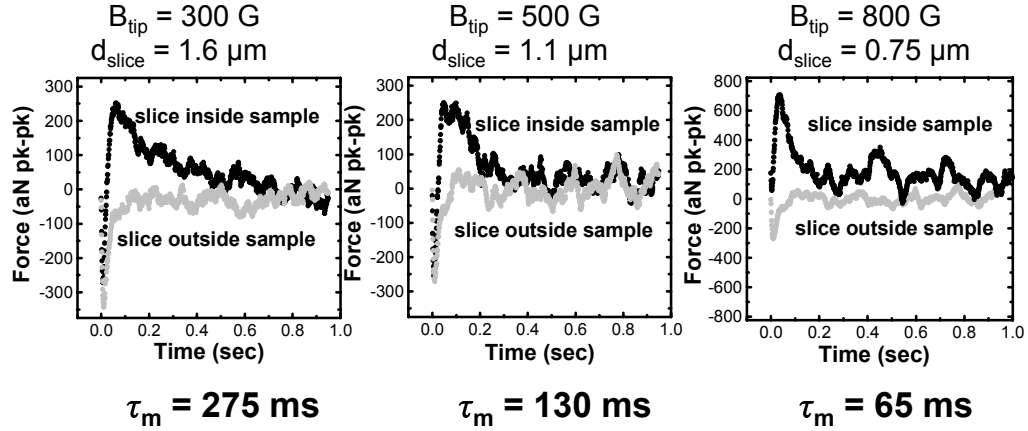 B_tip = 300 G
d_slice = 1.6 µm
Force (aN pk-pk)
300
200
100
0
-100
-200
-300
slice inside sample
slice outside sample
0.0 0.2 0.4 0.6 0.8 1.0
Time (sec)
τ_m = 275 ms
B_tip = 500 G
d_slice = 1.1 µm
Force (aN pk-pk)
300
200
100
0
-100
-200
-300
slice inside sample
slice outside sample
0.0 0.2 0.4 0.6 0.8 1.0
Time (sec)
τ_m = 130 ms
B_tip = 800 G
d_slice = 0.75 µm
Force (aN pk-pk)
800
600
400
200
0
-200
-400
-600
-800
slice inside sample
slice outside sample
0.0 0.2 0.4 0.6 0.8 1.0
Time (sec)
τ_m = 65 ms